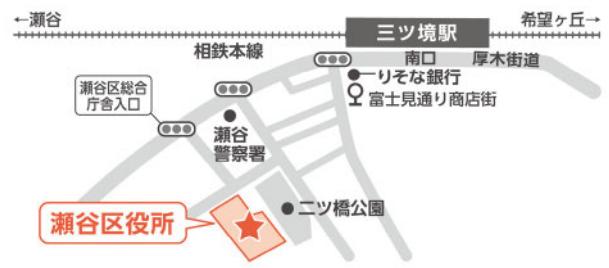 ←瀬谷
希望ヶ丘→
三ツ境駅
相鉄本線
南口
厚木街道
りそな銀行
富士見通り商店街
瀬谷区総合
庁舎入口
瀬谷
警察署
二ツ橋公園
瀬谷区役所